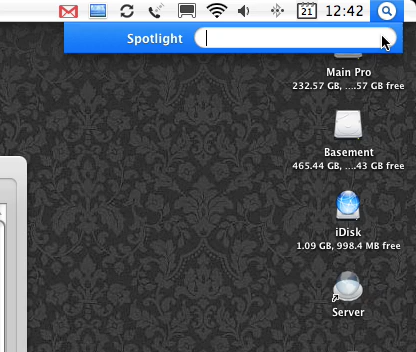 21 12:42
Spotlight
Main Pro
232.57 GB, ....57 GB free
Basement
465.44 GB, ...43 GB free
iDisk
1.09 GB, 998.4 MB free
Server